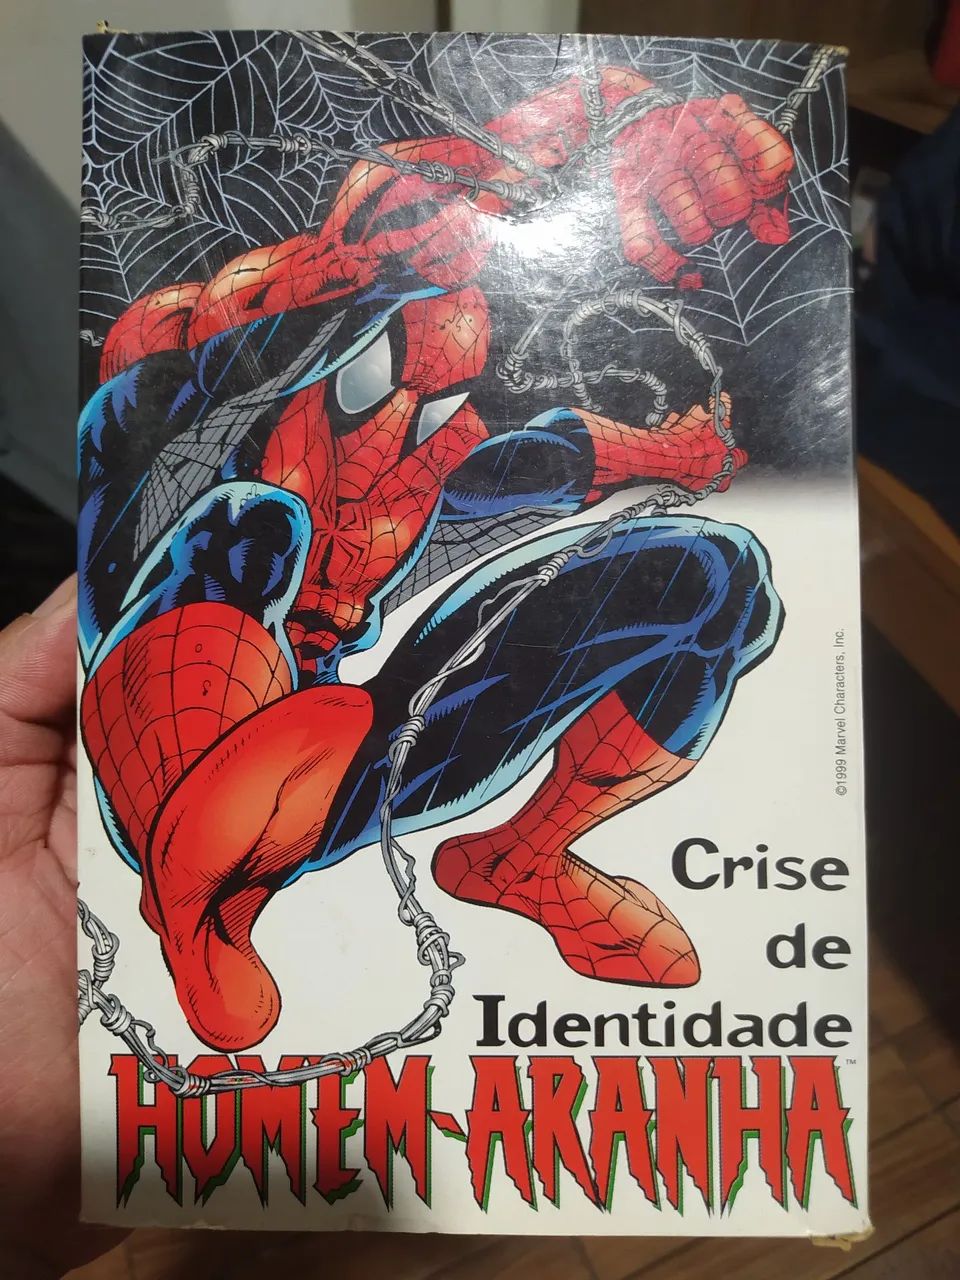 ©1999 Marvel Characters, Inc.
Crise
de
Identidade
HOMEM-ARANHA™